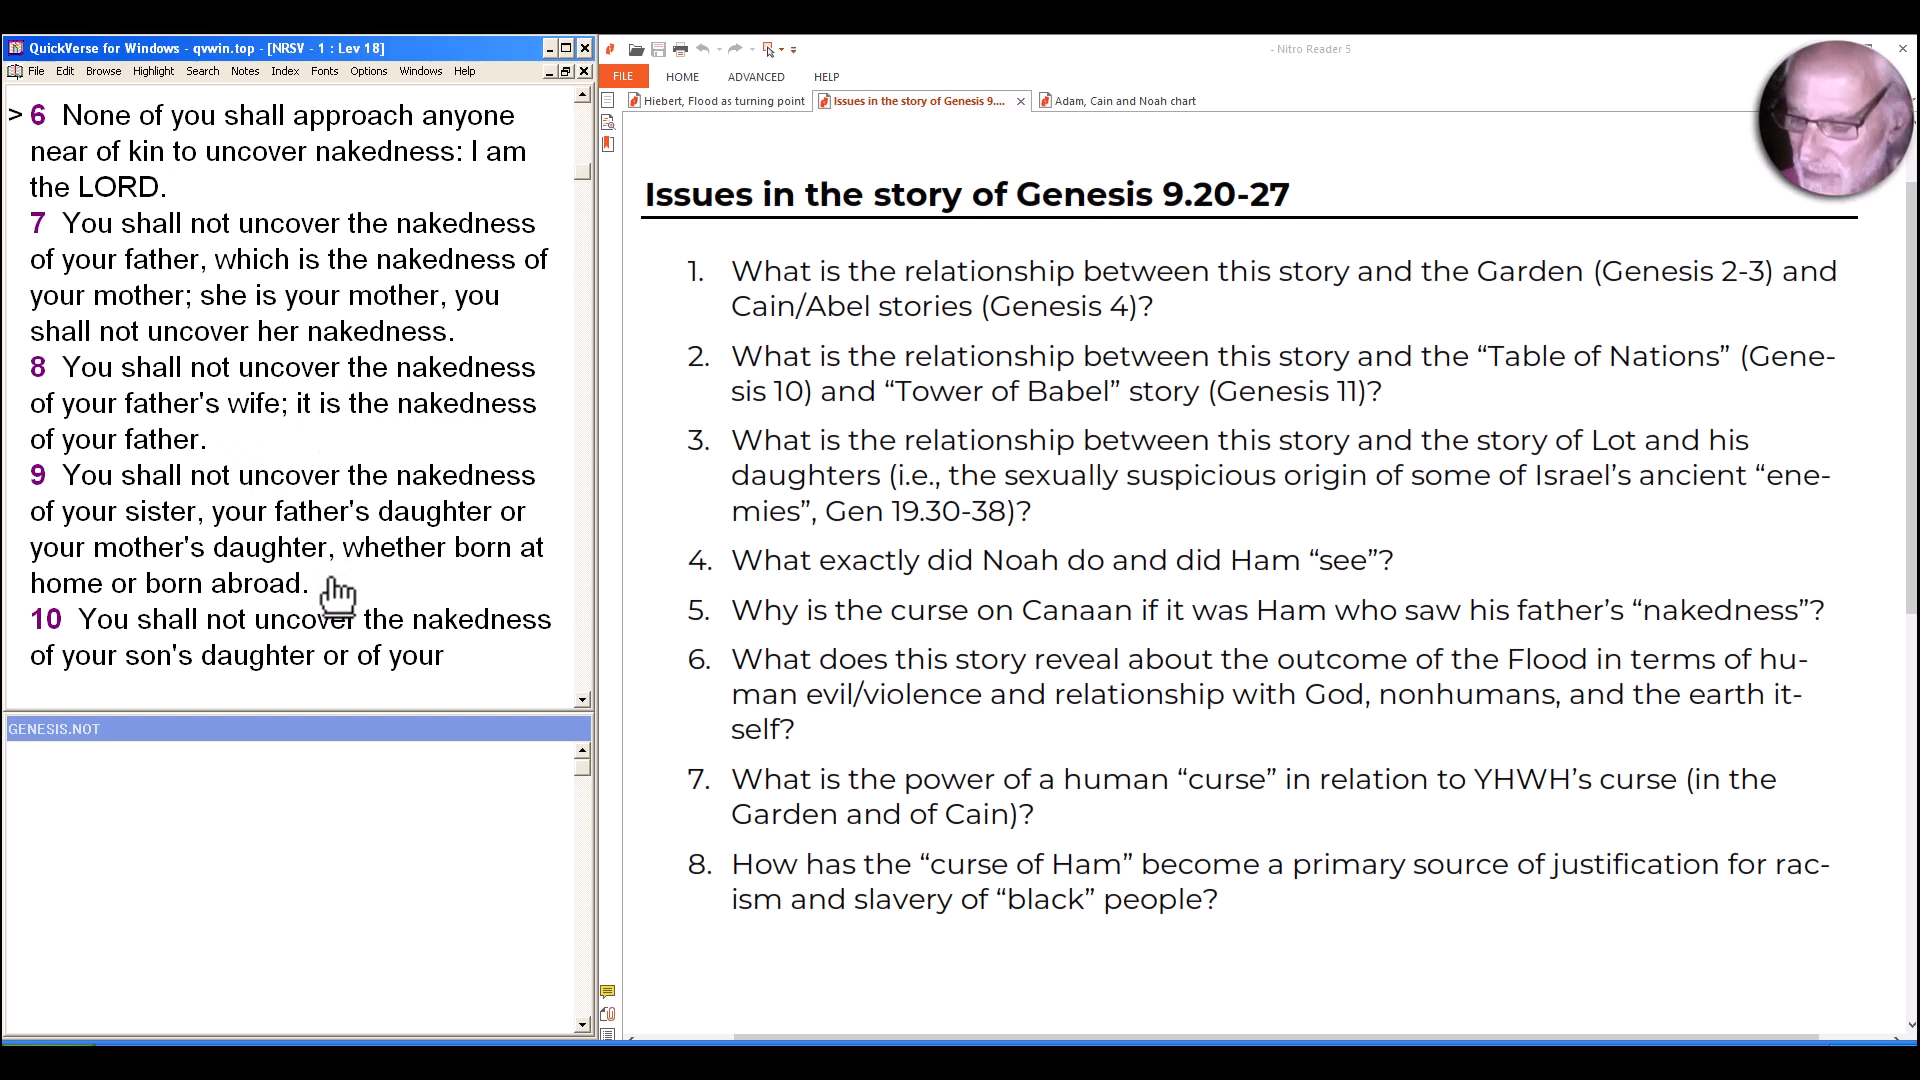 QuickVerse for Windows - qvwin.top - [NRSV - 1 : Lev 18]
File Edit Browse Highlight Search Notes Index Fonts Options Windows Help
> 6 None of you shall approach anyone
near of kin to uncover nakedness: I am
the LORD.
7 You shall not uncover the nakedness
of your father, which is the nakedness of
your mother; she is your mother, you
shall not uncover her nakedness.
8 You shall not uncover the nakedness
of your father's wife; it is the nakedness
of your father.
9 You shall not uncover the nakedness
of your sister, your father's daughter or
your mother's daughter, whether born at
home or born abroad.
10 You shall not uncover the nakedness
of your son's daughter or of your
GENESIS.NOT
- Nitro Reader 5
FILE HOME ADVANCED HELP
Hiebert, Flood as turning point
Issues in the story of Genesis 9....
Adam, Cain and Noah chart
Issues in the story of Genesis 9.20-27
1. What is the relationship between this story and the Garden (Genesis 2-3) and
Cain/Abel stories (Genesis 4)?
2. What is the relationship between this story and the “Table of Nations” (Gene-
sis 10) and “Tower of Babel” story (Genesis 11)?
3. What is the relationship between this story and the story of Lot and his
daughters (i.e., the sexually suspicious origin of some of Israel’s ancient “ene-
mies”, Gen 19.30-38)?
4. What exactly did Noah do and did Ham “see”?
5. Why is the curse on Canaan if it was Ham who saw his father’s “nakedness”?
6. What does this story reveal about the outcome of the Flood in terms of hu-
man evil/violence and relationship with God, nonhumans, and the earth it-
self?
7. What is the power of a human “curse” in relation to YHWH’s curse (in the
Garden and of Cain)?
8. How has the “curse of Ham” become a primary source of justification for rac-
ism and slavery of “black” people?